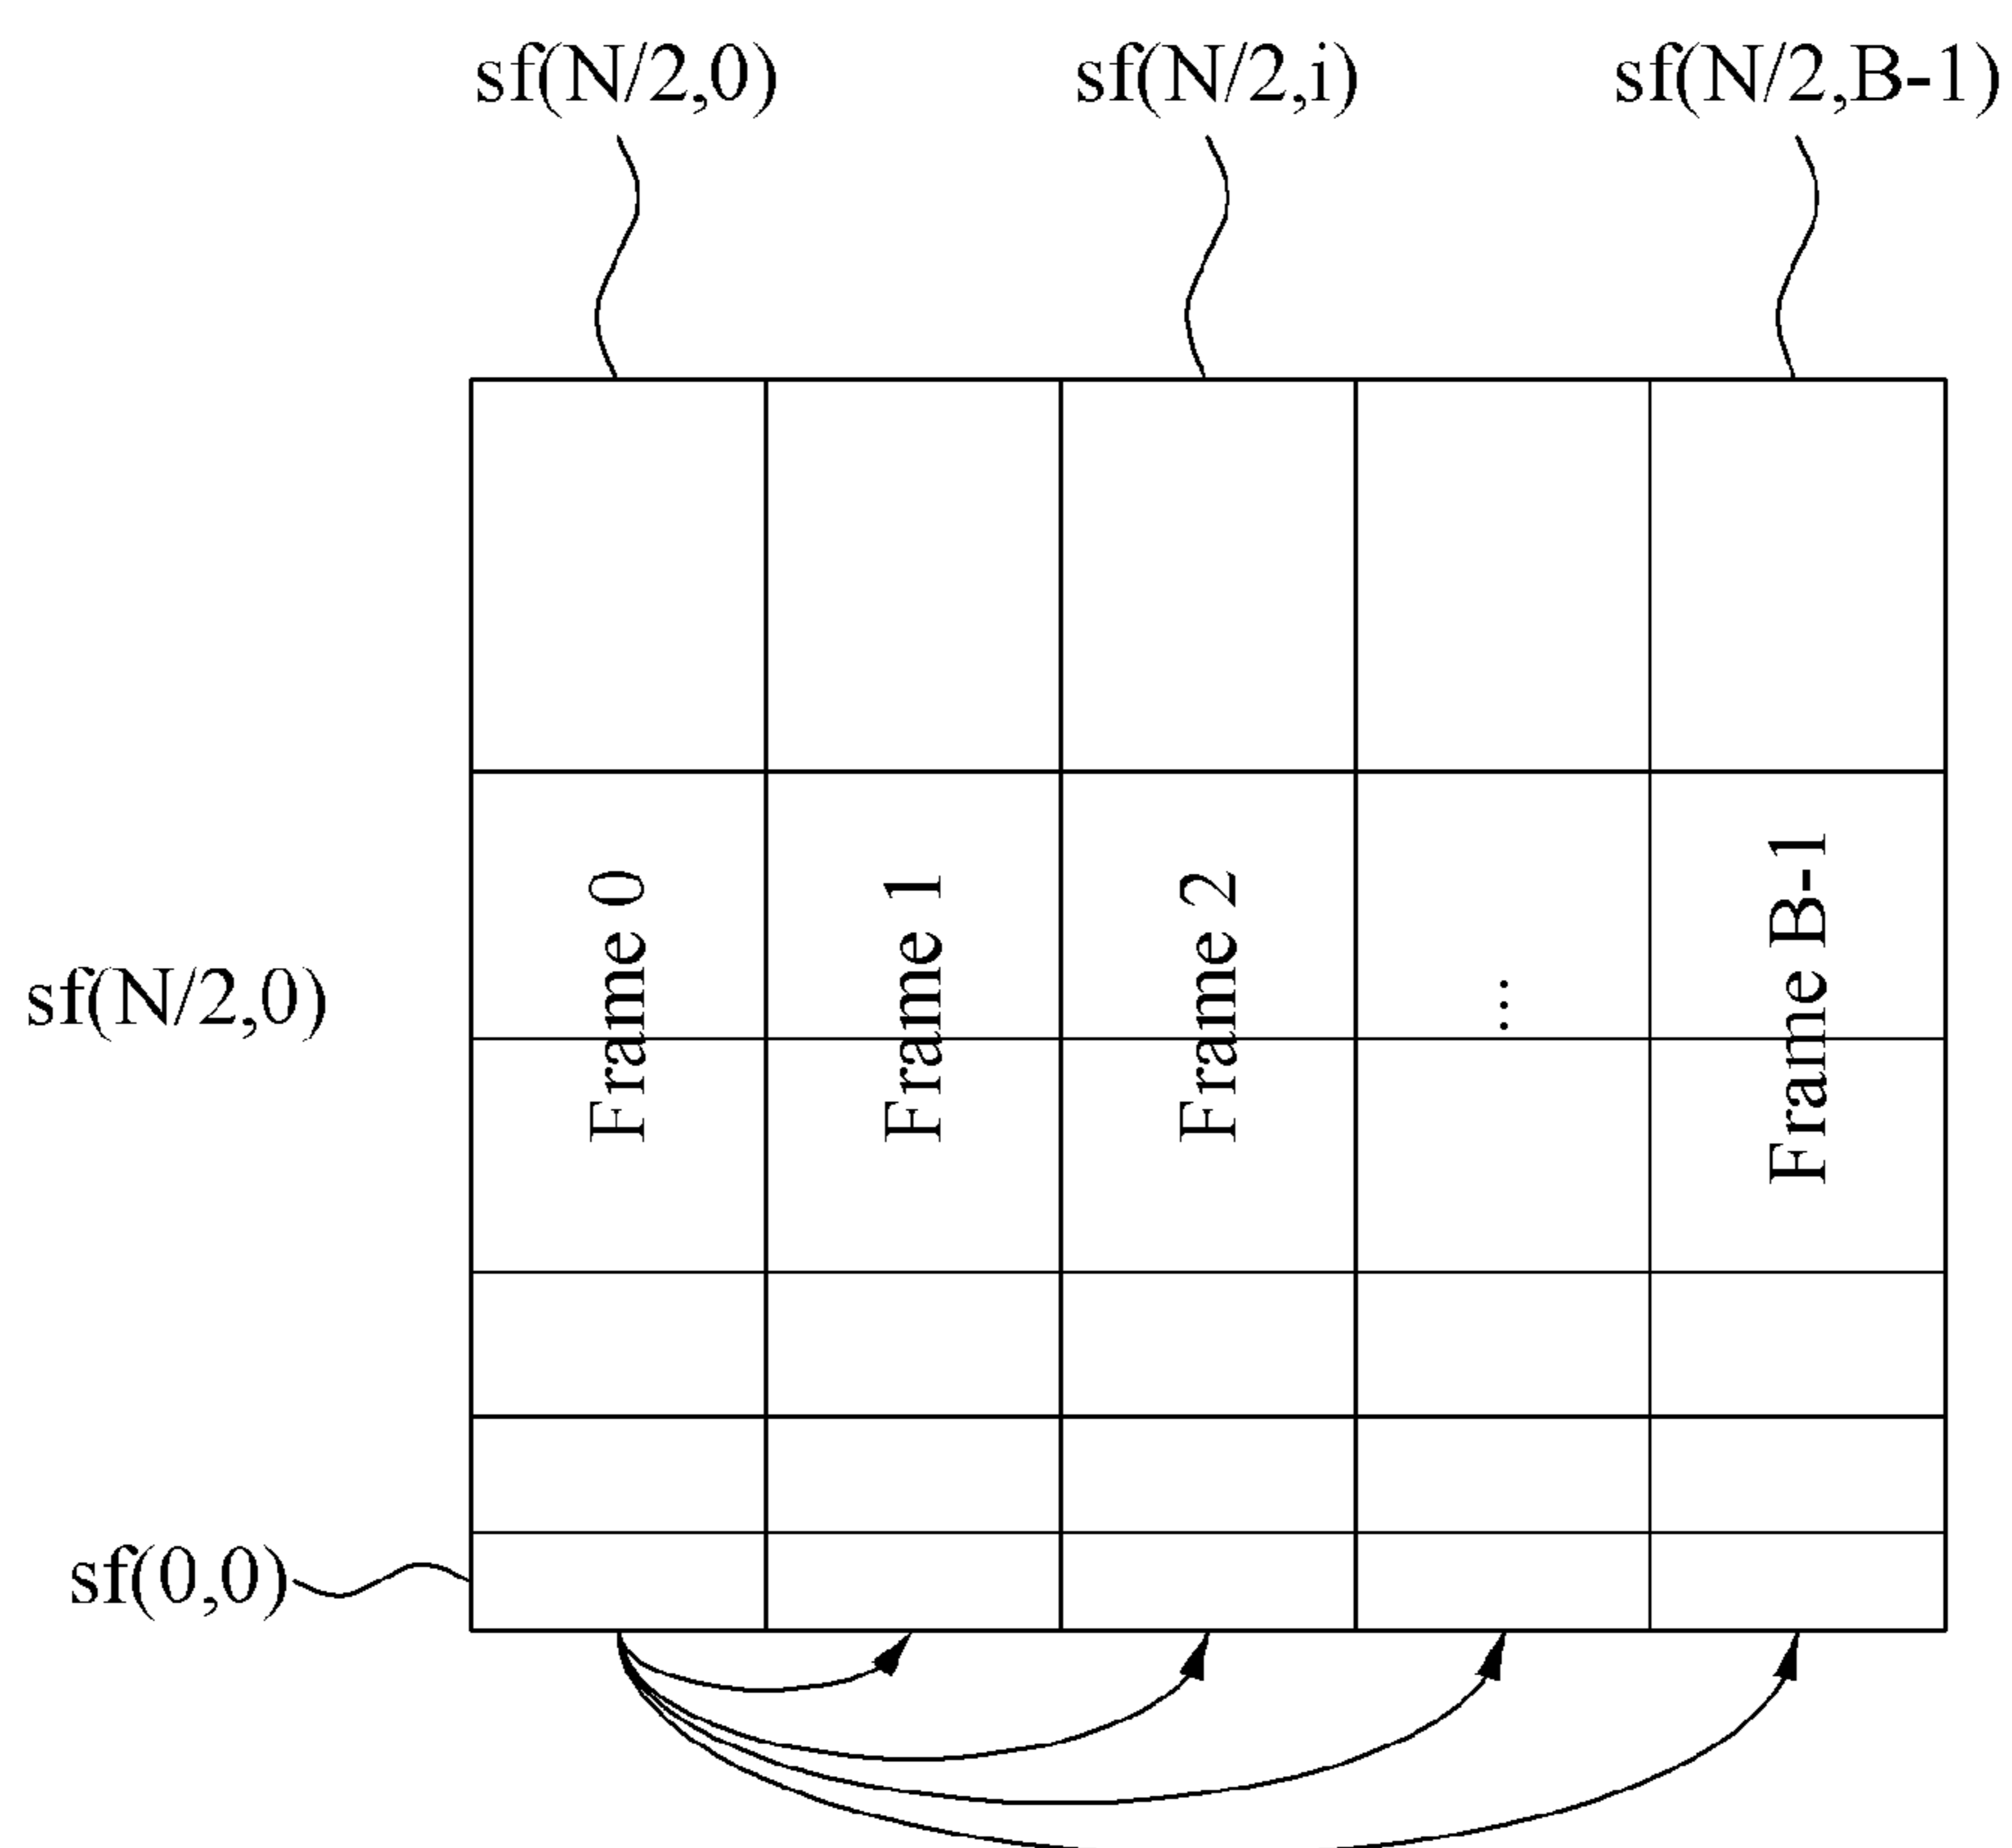 sf(N/2,0)
sf(N/2,i)
sf(N/2,B-1)
Frame 0
Frame 1
Frame 2
...
Frame B-1
sf(N/2,0)
sf(0,0)